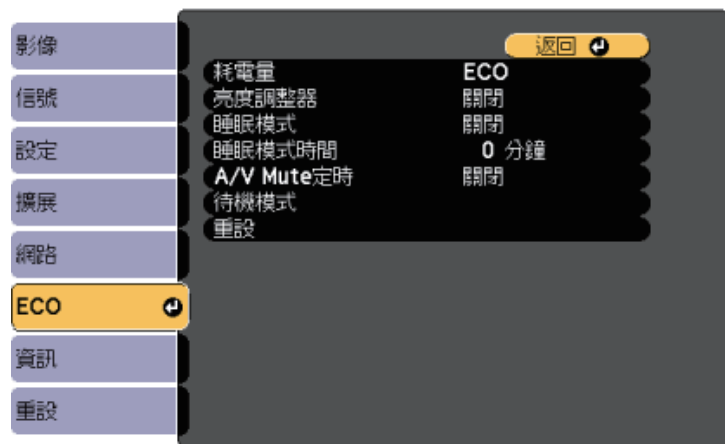 影像
信號
設定
擴展
網路
ECO
資訊
重設
返回
耗電量 ECO
亮度調整器 關閉
睡眠模式 關閉
睡眠模式時間 0 分鐘
A/V Mute定時 關閉
待機模式
重設